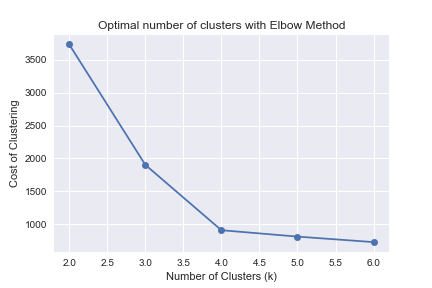 Optimal number of clusters with Elbow Method
Cost of Clustering
3500
3000
2500
2000
1500
1000
2.0 2.5 3.0 3.5 4.0 4.5 5.0 5.5 6.0
Number of Clusters (k)